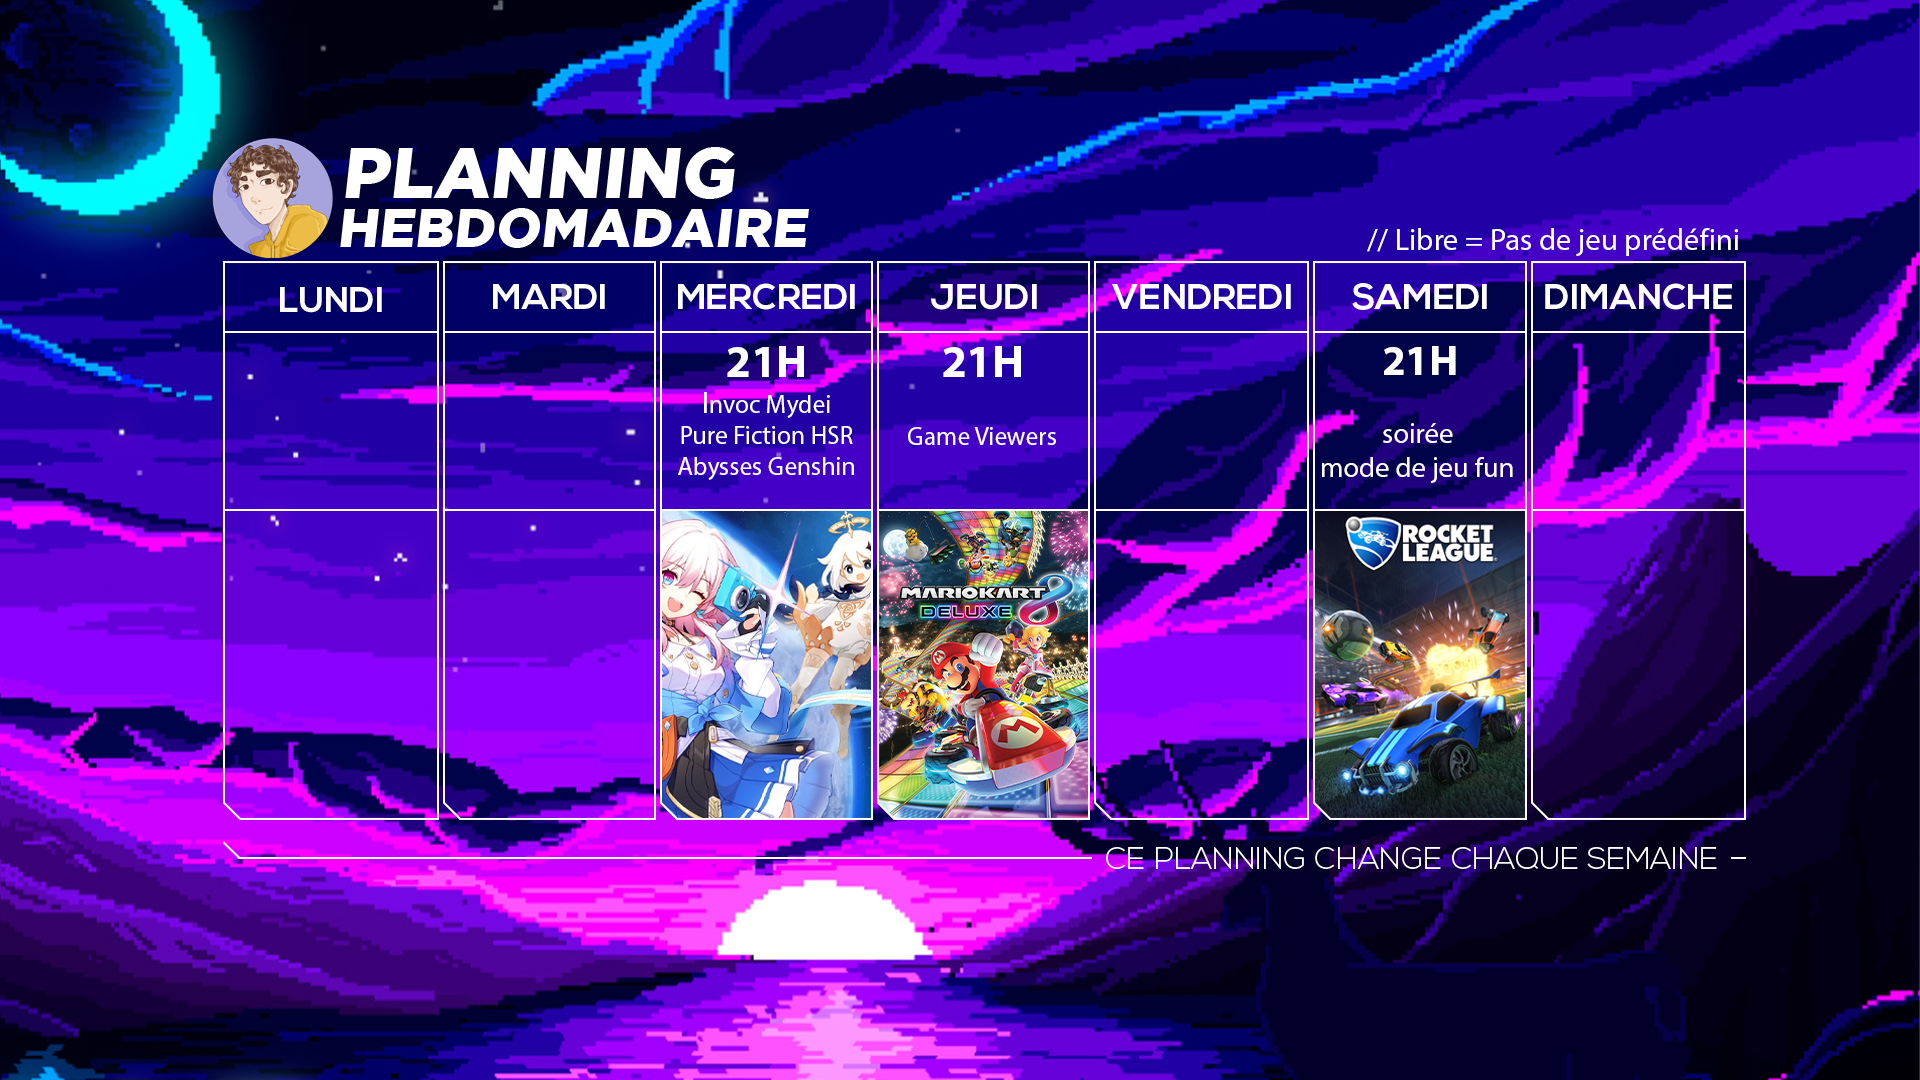 PLANNING
HEBDOMADAIRE
// Libre = Pas de jeu prédéfini
LUNDI
MARDI
MERCREDI
21H
Invoc Mydei
Pure Fiction HSR
Abysses Genshin
JEUDI
21H
Game Viewers
MARIOKART 8
DELUXE
M
M
VENDREDI
SAMEDI
21H
soirée
mode de jeu fun
ROCKET
LEAGUE
BOOM!
DIMANCHE
CE PLANNING CHANGE CHAQUE SEMAINE